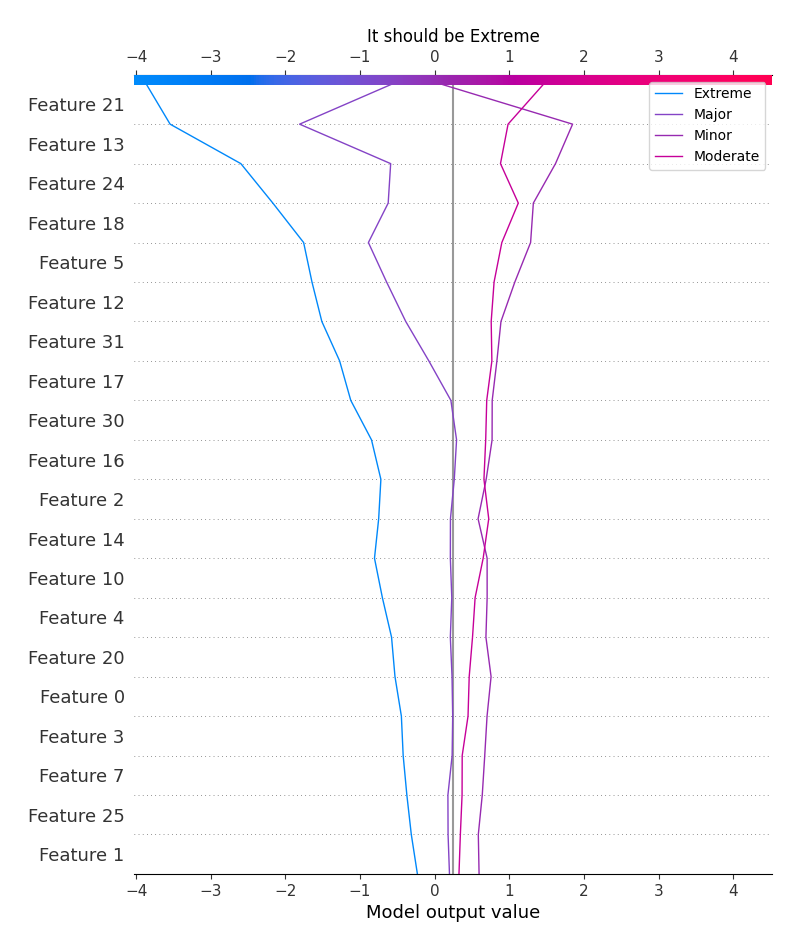 It should be Extreme
−4 −3 −2 −1 0 1 2 3 4
Extreme
Major
Minor
Moderate
Feature 21
Feature 13
Feature 24
Feature 18
Feature 5
Feature 12
Feature 31
Feature 17
Feature 30
Feature 16
Feature 2
Feature 14
Feature 10
Feature 4
Feature 20
Feature 0
Feature 3
Feature 7
Feature 25
Feature 1
−4 −3 −2 −1 0 1 2 3 4
Model output value